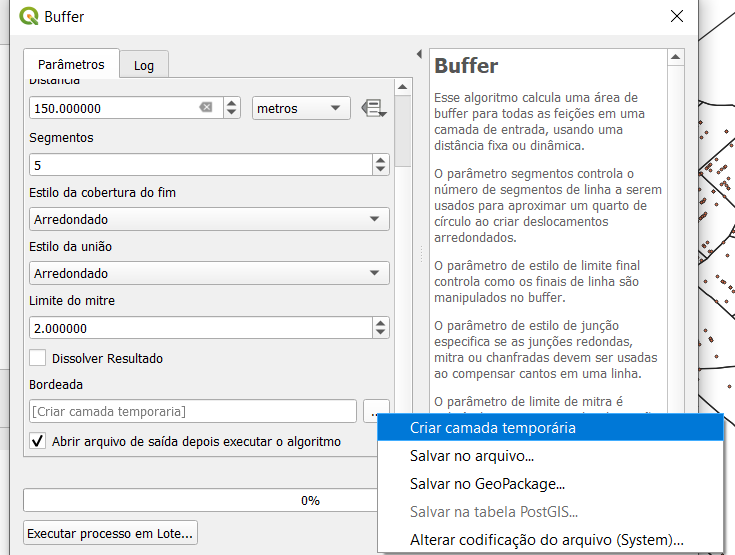 Buffer
Parâmetros
Log
Distância
150.000000
metros
Segmentos
5
Estilo da cobertura do fim
Arredondado
Estilo da união
Arredondado
Limite do mitre
2.000000
Dissolver Resultado
Bordeada
[Criar camada temporaria]
...
Abrir arquivo de saída depois executar o algoritmo
0%
Executar processo em Lote...
Buffer
Esse algoritmo calcula uma área de
buffer para todas as feições em uma
camada de entrada, usando uma
distância fixa ou dinâmica.
O parâmetro segmentos controla o
número de segmentos de linha a serem
usados para aproximar um quarto de
círculo ao criar deslocamentos
arredondados.
O parâmetro de estilo de limite final
controla como os finais de linha são
manipulados no buffer.
O parâmetro de estilo de junção
especifica se as junções redondas,
mitra ou chanfradas devem ser usadas
ao compensar cantos em uma linha.
O parâmetro de limite de mitra é
Criar camada temporária
Salvar no arquivo...
Salvar no GeoPackage...
Salvar na tabela PostGIS...
Alterar codificação do arquivo (System)...